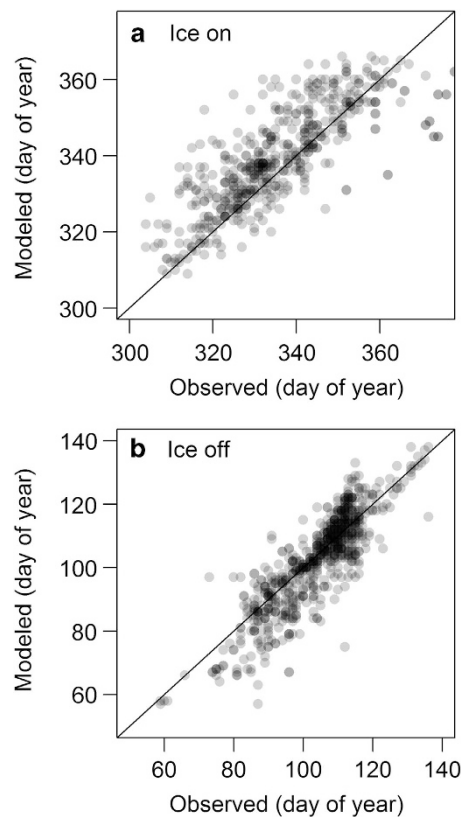 a Ice on
Modeled (day of year)
360
340
320
300
300 320 340 360
Observed (day of year)
b Ice off
Modeled (day of year)
140
120
100
80
60
60 80 100 120 140
Observed (day of year)